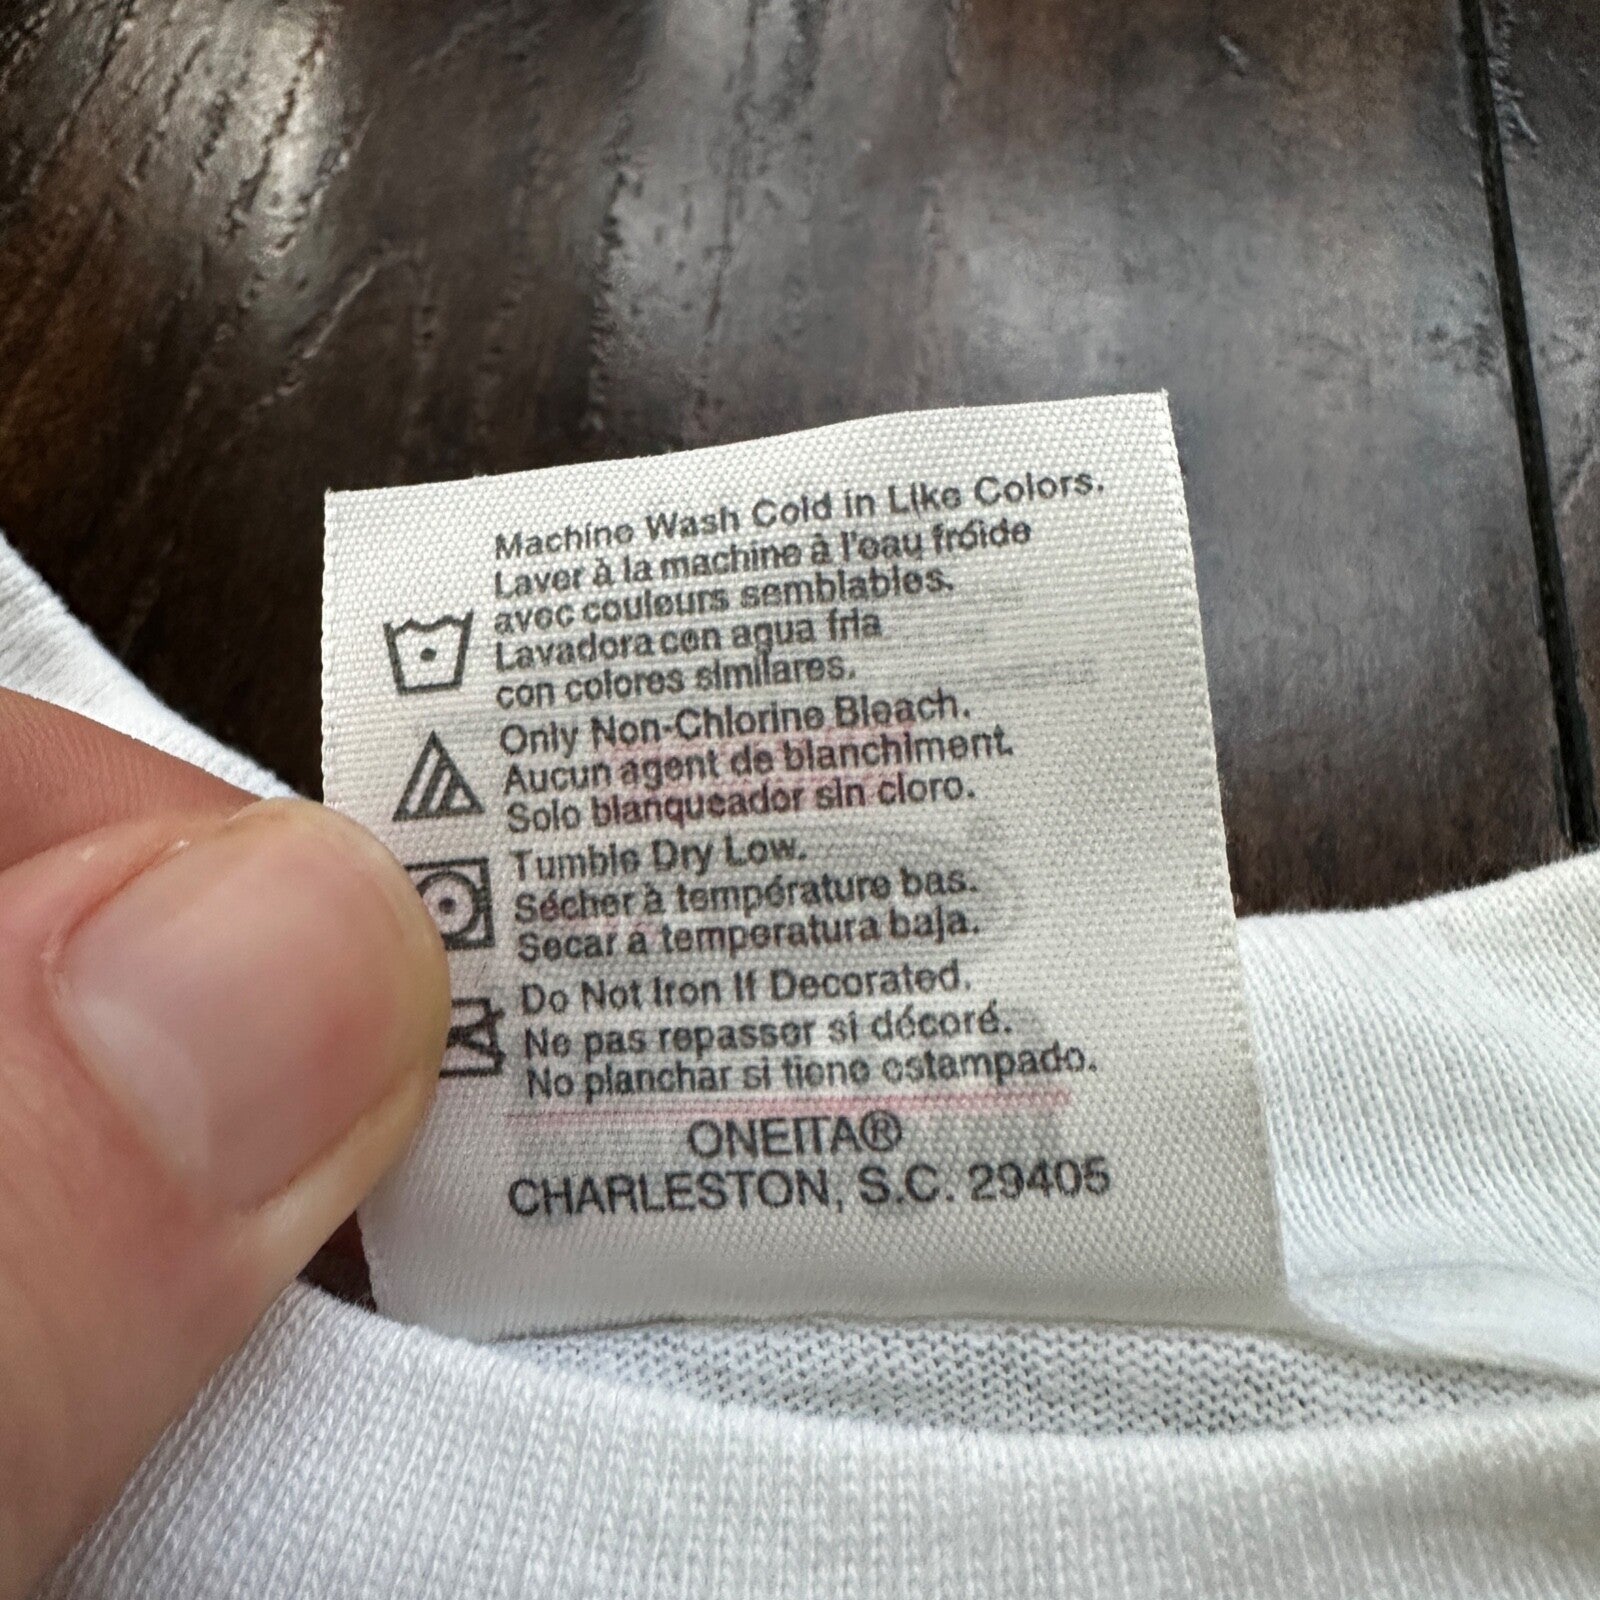 Machine Wash Cold in Like Colors.
Laver à la machine à l'eau fróide
avec couleurs semblables.
Lavadora con agua fria
con colores similares.
Only Non-Chlorine Bleach.
Aucun agent de blanchiment.
Solo blanqueador sin cloro.
Tumble Dry Low.
Sécher à température bas.
Secar a temperatura baja.
Do Not Iron If Decorated.
Ne pas repasser si décoré.
No planchar si tiene estampado.
ONEITA®
CHARLESTON, S.C. 29405